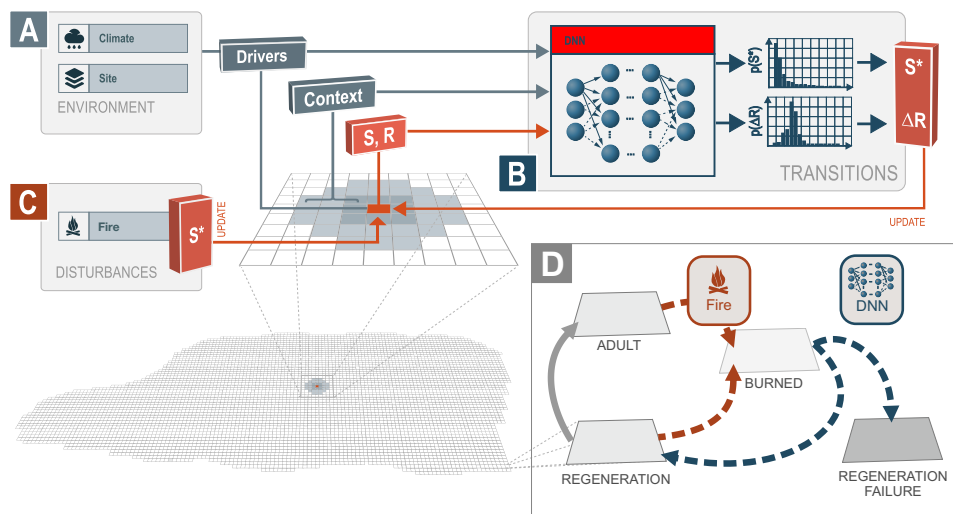 A
Climate
Site
ENVIRONMENT
Drivers
Context
S, R
DNN
p(S*)
p(ΔR)
S*
ΔR
B
TRANSITIONS
UPDATE
C
Fire
DISTURBANCES
S*
UPDATE
D
Fire
DNN
ADULT
BURNED
REGENERATION
REGENERATION
FAILURE